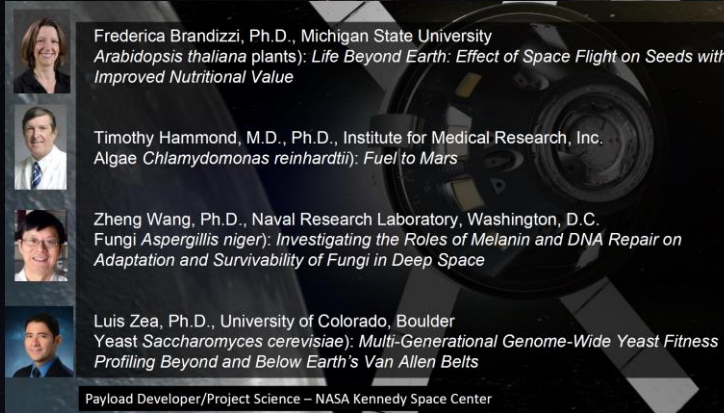 Frederica Brandizzi, Ph.D., Michigan State University
Arabidopsis thaliana plants): Life Beyond Earth: Effect of Space Flight on Seeds with
Improved Nutritional Value
Timothy Hammond, M.D., Ph.D., Institute for Medical Research, Inc.
Algae Chlamydomonas reinhardtii): Fuel to Mars
Zheng Wang, Ph.D., Naval Research Laboratory, Washington, D.C.
Fungi Aspergillis niger): Investigating the Roles of Melanin and DNA Repair on
Adaptation and Survivability of Fungi in Deep Space
Luis Zea, Ph.D., University of Colorado, Boulder
Yeast Saccharomyces cerevisiae): Multi-Generational Genome-Wide Yeast Fitness
Profiling Beyond and Below Earth's Van Allen Belts
Payload Developer/Project Science – NASA Kennedy Space Center